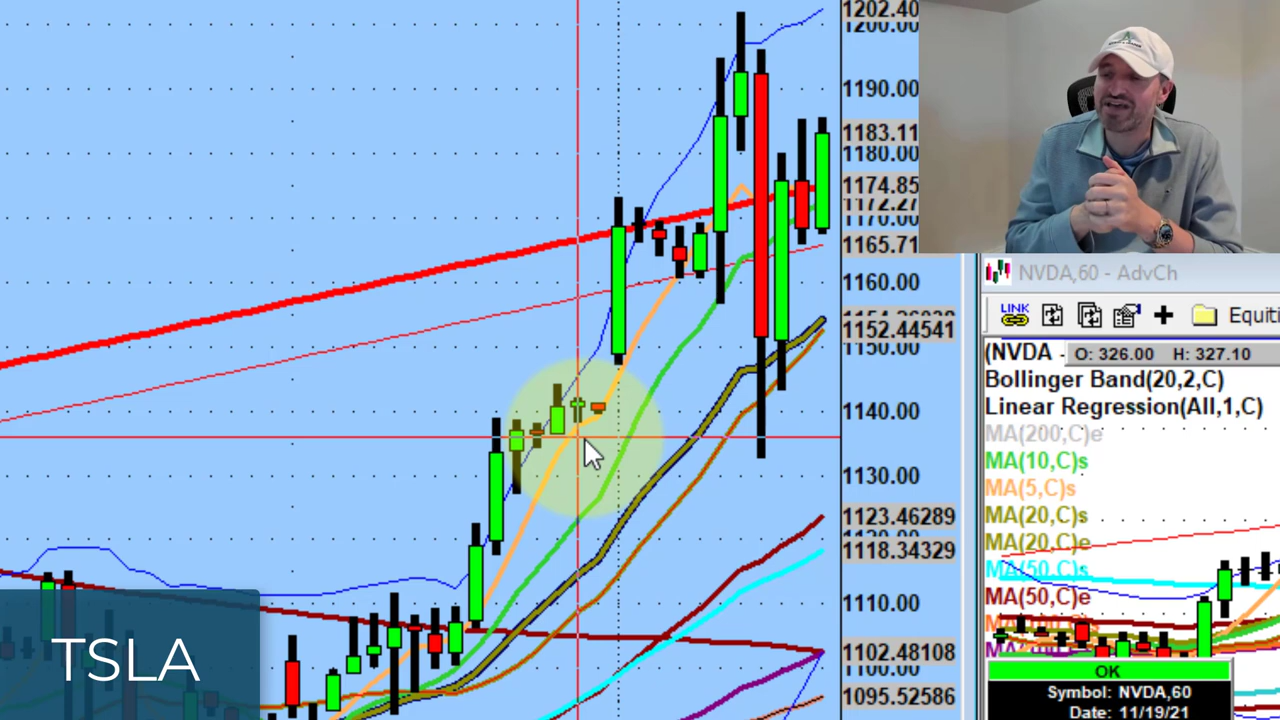 1202.40
1200.00
1190.00
1183.11
1180.00
1174.85
1172.27
1170.00
1165.71
1160.00
1152.44541
1150.00
1140.00
1130.00
1123.46289
1118.34329
1110.00
1102.48108
1100.00
1095.52586
TSLA
NVDA,60 - AdvCh
LINK
Equiti
(NVDA - O: 326.00 H: 327.10
Bollinger Band(20,2,C)
Linear Regression(All,1,C)
MA(200,C)e
MA(10,C)s
MA(5,C)s
MA(20,C)s
MA(20,C)e
MA(50,C)s
MA(50,C)e
OK
Symbol: NVDA,60
Date: 11/19/21